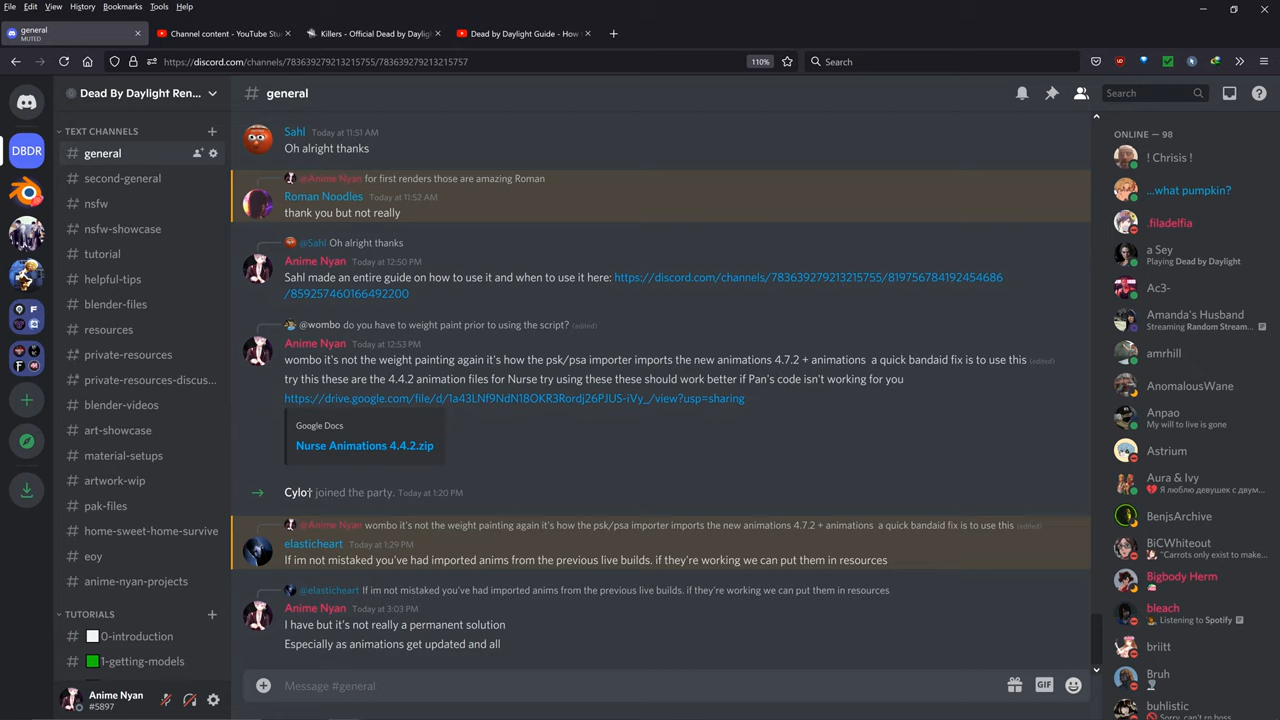 File Edit View History Bookmarks Tools Help
general
MUTED
Channel content - YouTube Stu
Killers - Official Dead by Dayligh
Dead by Daylight Guide - How
https://discord.com/channels/783639279213215755/783639279213215757
110%
Search
Dead By Daylight Ren...
general
Search
TEXT CHANNELS
general
second-general
nsfw
nsfw-showcase
tutorial
helpful-tips
blender-files
resources
private-resources
private-resources-discus...
blender-videos
art-showcase
material-setups
artwork-wip
pak-files
home-sweet-home-survive
eoy
anime-nyan-projects
TUTORIALS
0-introduction
1-getting-models
Anime Nyan
#5897
DBDR
Sahl Today at 11:51 AM
Oh alright thanks
@Anime Nyan for first renders those are amazing Roman
Roman Noodles Today at 11:52 AM
thank you but not really
@Sahl Oh alright thanks
Anime Nyan Today at 12:50 PM
Sahl made an entire guide on how to use it and when to use it here: https://discord.com/channels/783639279213215755/819756784192454686
/859257460166492200
@wombo do you have to weight paint prior to using the script? (edited)
Anime Nyan Today at 12:53 PM
wombo it's not the weight painting again it's how the psk/psa importer imports the new animations 4.7.2 + animations a quick bandaid fix is to use this (edited)
try this these are the 4.4.2 animation files for Nurse try using these these should work better if Pan's code isn't working for you
https://drive.google.com/file/d/1a43LNf9NdN18OKR3Rordj26PJUS-iVy_/view?usp=sharing
Google Docs
Nurse Animations 4.4.2.zip
Cylo† joined the party. Today at 1:20 PM
@Anime Nyan wombo it's not the weight painting again it's how the psk/psa importer imports the new animations 4.7.2 + animations a quick bandaid fix is to use this (edited)
elasticheart Today at 1:29 PM
If im not mistaked you've had imported anims from the previous live builds. if they're working we can put them in resources
@elasticheart If im not mistaked you've had imported anims from the previous live builds. if they're working we can put them in resources
Anime Nyan Today at 3:03 PM
I have but it's not really a permanent solution
Especially as animations get updated and all
Message #general
GIF
ONLINE — 98
! Chrisis !
...what pumpkin?
.filadelfia
a Sey
Playing Dead by Daylight
Ac3-
Amanda's Husband
Streaming Random Stream...
amrhill
AnomalousWane
Anpao
My will to live is gone
Astrium
Aura & Ivy
Я люблю девушек с двум...
BenjsArchive
BiCWhiteout
"Carrots only exist to make...
Bigbody Herm
bleach
Listening to Spotify
briitt
Bruh
buhlistic
Sorry, can't rn boss